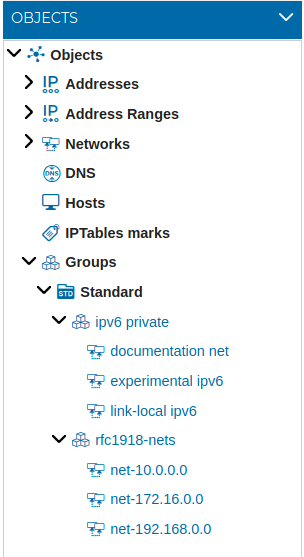 OBJECTS
Objects
IP Addresses
IP Address Ranges
Networks
DNS DNS
Hosts
IPTables marks
Groups
STD Standard
ipv6 private
documentation net
experimental ipv6
link-local ipv6
rfc1918-nets
net-10.0.0.0
net-172.16.0.0
net-192.168.0.0